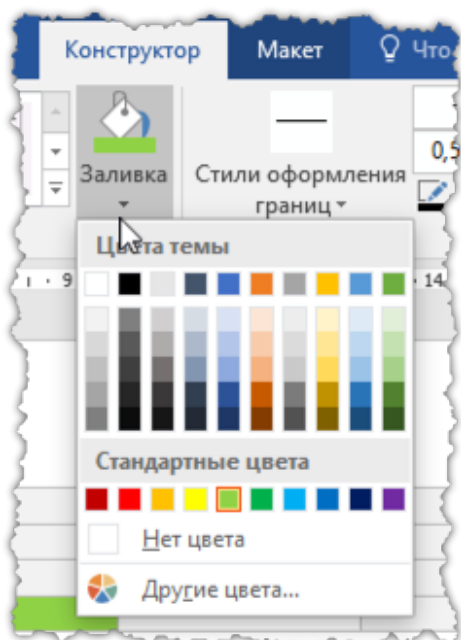 Конструктор Макет Что
0,5
Заливка Стили оформления
границ
Цвета темы
9 14
Стандартные цвета
Нет цвета
Другие цвета...